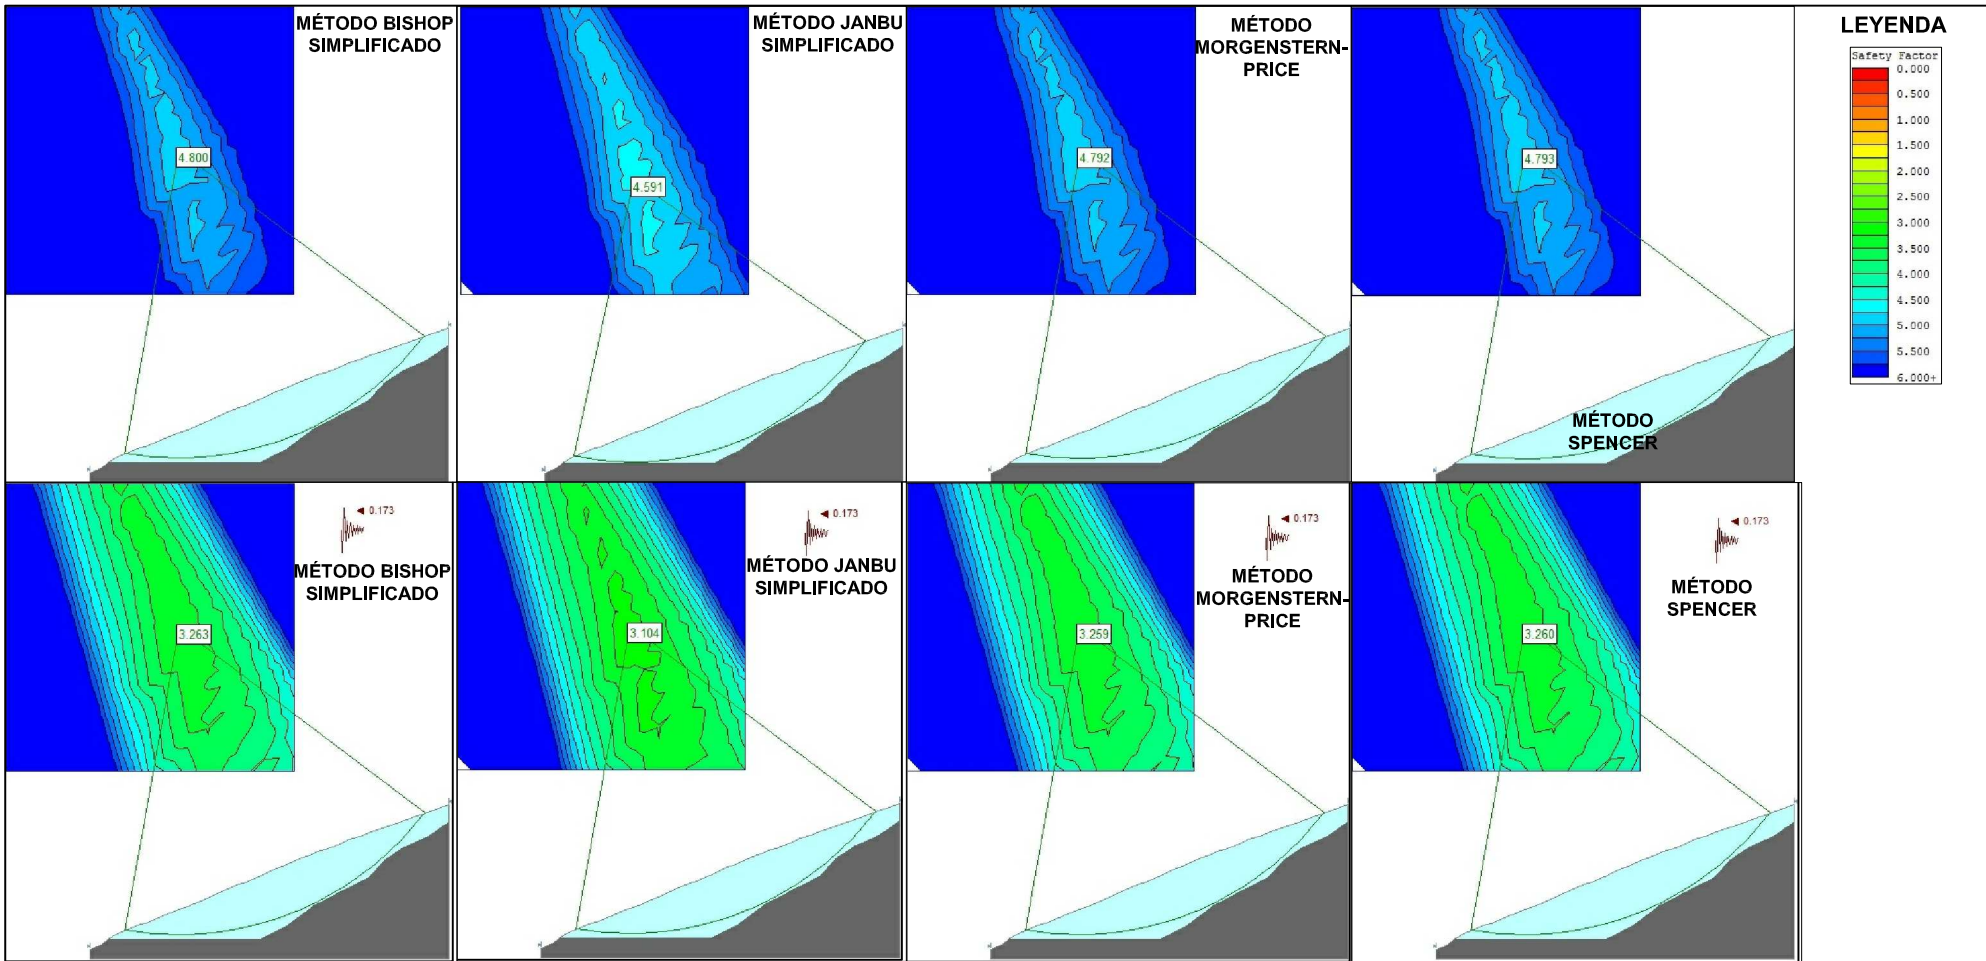 MÉTODO BISHOP
SIMPLIFICADO
4.800
MÉTODO JANBU
SIMPLIFICADO
4.591
MÉTODO
MORGENSTERN-
PRICE
4.792
4.793
MÉTODO
SPENCER
LEYENDA
Safety Factor
0.000
0.500
1.000
1.500
2.000
2.500
3.000
3.500
4.000
4.500
5.000
5.500
6.000+
0.173
MÉTODO BISHOP
SIMPLIFICADO
3.263
0.173
MÉTODO JANBU
SIMPLIFICADO
3.104
0.173
MÉTODO
MORGENSTERN-
PRICE
3.259
0.173
MÉTODO
SPENCER
3.260